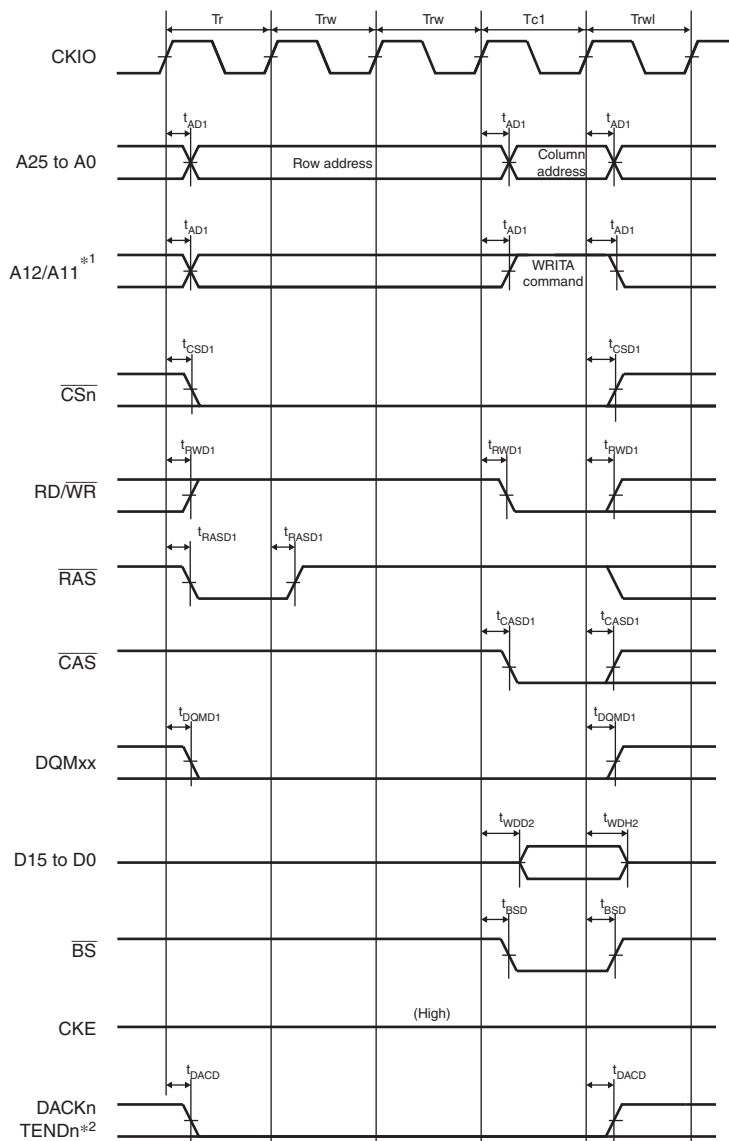 Tr Trw Trw Tc1 Trwl
CKIO
tAD1 tAD1 tAD1
A25 to A0 Row address Column
address
tAD1 tAD1 tAD1
A12/A11*1 WRITA
command
tCSD1 tCSD1
CSn
tRWD1 tRWD1 tRWD1
RD/WR
tRASD1 tRASD1
RAS
tCASD1 tCASD1
CAS
tDQMD1 tDQMD1
DQMxx
tWDD2 tWDH2
D15 to D0
tBSD tBSD
BS
(High)
CKE
tDACD tDACD
DACKn
TENDn*2